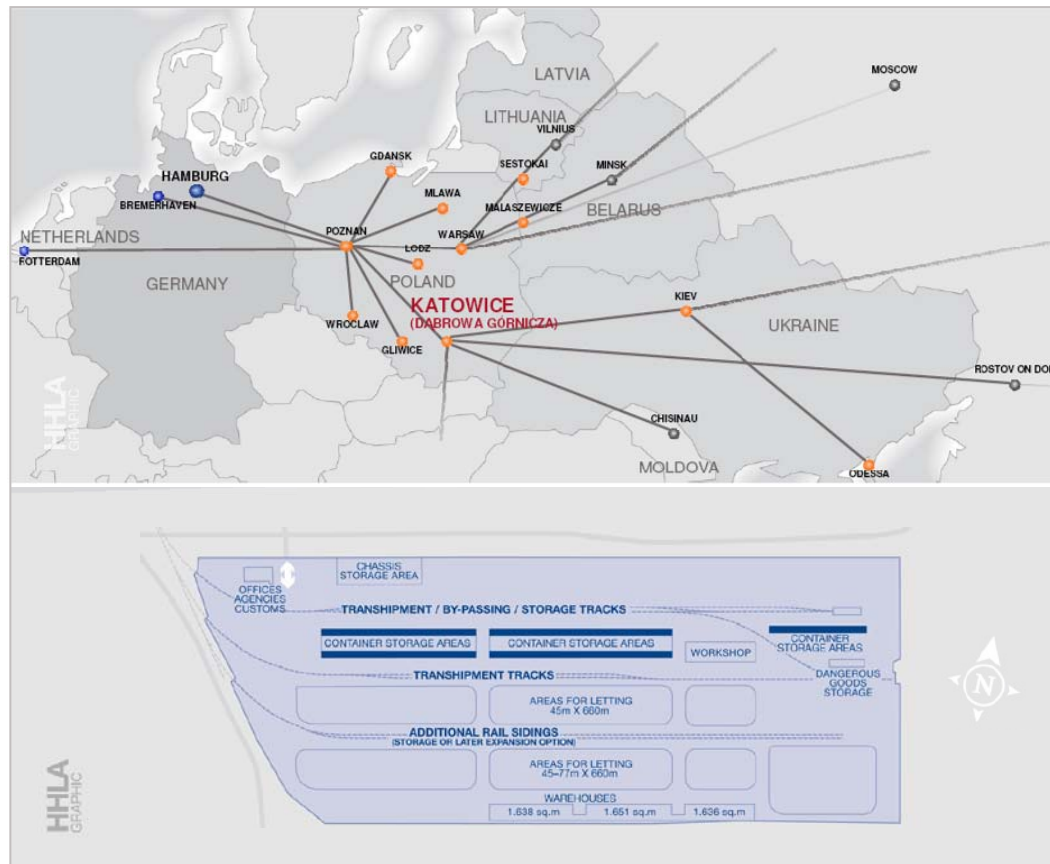 LATVIA
MOSCOW
LITHUANIA
VILNIUS
GDANSK
SESTOKAI
MINSK
HAMBURG
BREMERHAVEN
MLAWA
MALASZEWICZE
BELARUS
NETHERLANDS
POZNAN
WARSAW
LODZ
ROTTERDAM
GERMANY
POLAND
KATOWICE
(DABROWA GÓRNICZA)
KIEV
UKRAINE
WROCLAW
GLIWICE
ROSTOV ON DON
CHISINAU
MOLDOVA
ODESSA
HHLA
GRAPHIC
CHASSIS
STORAGE AREA
OFFICES
AGENCIES
CUSTOMS
TRANSHIPMENT / BY-PASSING / STORAGE TRACKS
CONTAINER STORAGE AREAS
CONTAINER STORAGE AREAS
WORKSHOP
CONTAINER
STORAGE AREAS
TRANSHIPMENT TRACKS
DANGEROUS
GOODS
STORAGE
N
AREAS FOR LETTING
45m X 660m
ADDITIONAL RAIL SIDINGS
(STORAGE OR LATER EXPANSION OPTION)
AREAS FOR LETTING
45–77m X 660m
WAREHOUSES
1.638 sq.m
1.651 sq.m
1.636 sq.m
HHLA
GRAPHIC